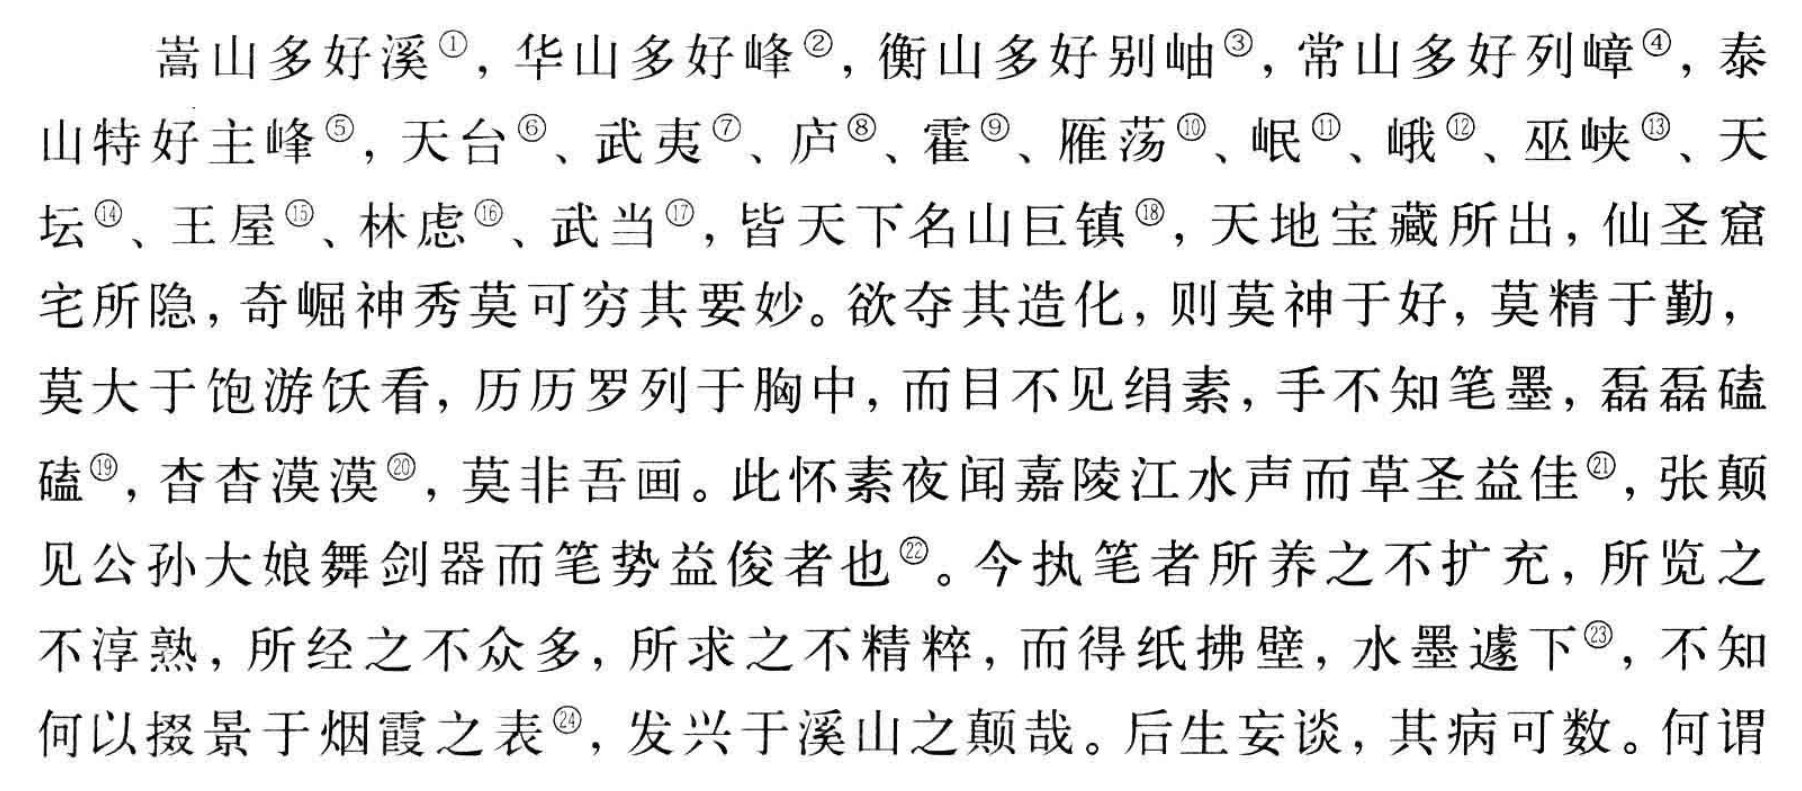 嵩山多好溪①，华山多好峰②，衡山多好别岫③，常山多好列嶂④，泰
山特好主峰⑤，天台⑥、武夷⑦、庐⑧、霍⑨、雁荡⑩、岷⑪、峨⑫、巫峡⑬、天
坛⑭、王屋⑮、林虑⑯、武当⑰，皆天下名山巨镇⑱，天地宝藏所出，仙圣窟
宅所隐，奇崛神秀莫可穷其要妙。欲夺其造化，则莫神于好，莫精于勤，
莫大于饱游饫看，历历罗列于胸中，而目不见绢素，手不知笔墨，磊磊磕
磕⑲，杳杳漠漠⑳，莫非吾画。此怀素夜闻嘉陵江水声而草圣益佳㉑，张颠
见公孙大娘舞剑器而笔势益俊者也㉒。今执笔者所养之不扩充，所览之
不淳熟，所经之不众多，所求之不精粹，而得纸拂壁，水墨遽下㉓，不知
何以掇景于烟霞之表㉔，发兴于溪山之颠哉。后生妄谈，其病可数。何谓